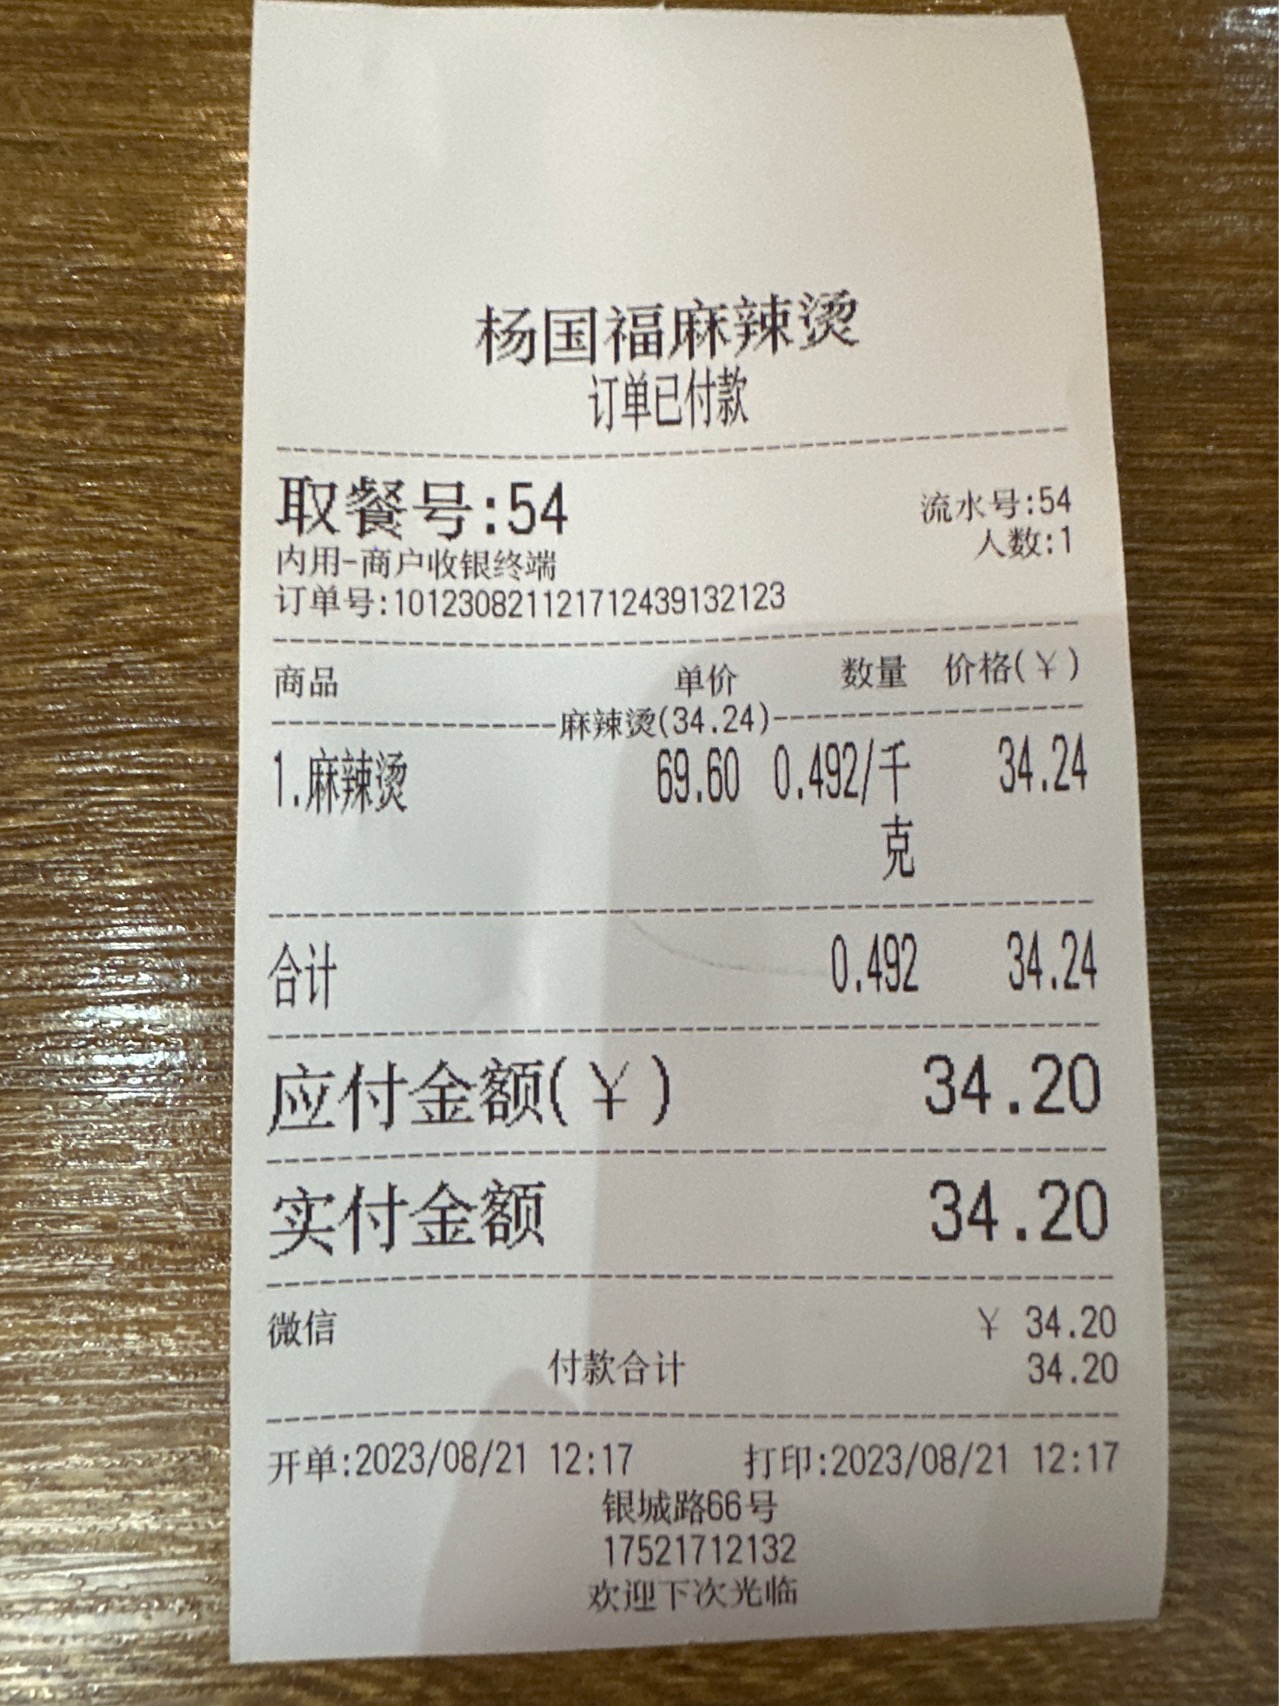 杨国福麻辣烫
订单已付款
取餐号:54
流水号:54
人数:1
内用-商户收银终端
订单号:101230821121712439132123
商品 单价 数量 价格(¥)
麻辣烫(34.24)
1.麻辣烫 69.60 0.492/千克 34.24
合计 0.492 34.24
应付金额(¥) 34.20
实付金额 34.20
微信 ¥ 34.20
付款合计 34.20
开单:2023/08/21 12:17 打印:2023/08/21 12:17
银城路66号
17521712132
欢迎下次光临